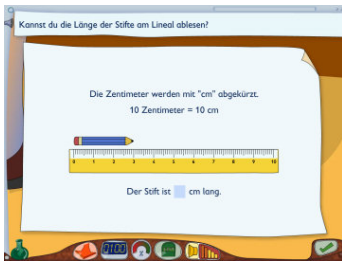 Kannst du die Länge der Stifte am Lineal ablesen?
Die Zentimeter werden mit "cm" abgekürzt.
10 Zentimeter = 10 cm
0 1 2 3 4 5 6 7 8 9 10
Der Stift ist cm lang.